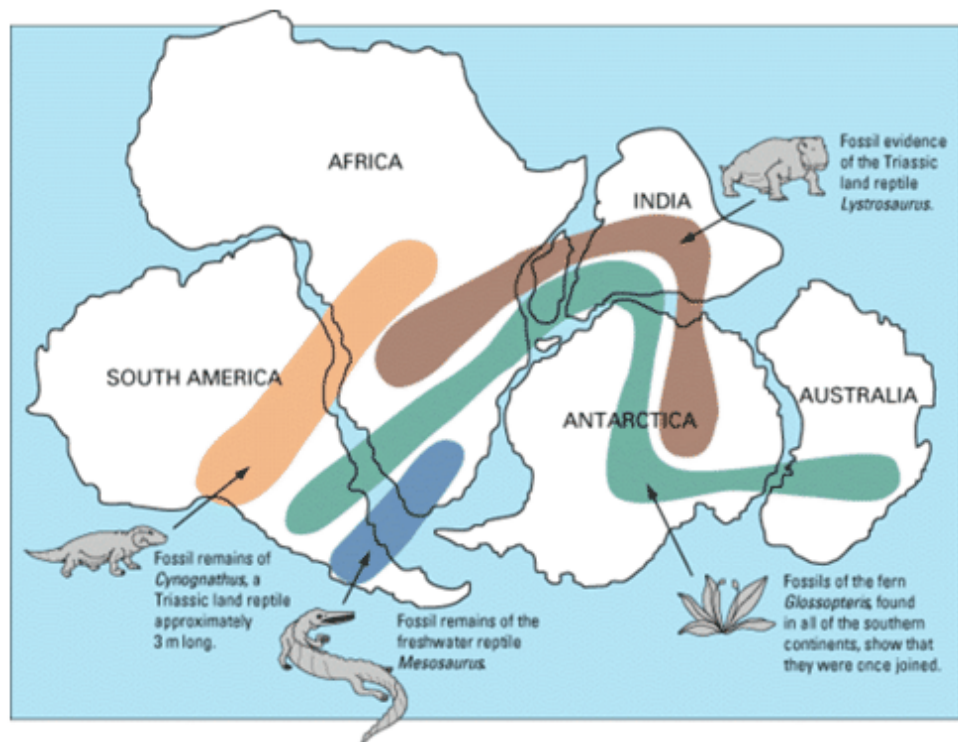 AFRICA
INDIA
Fossil evidence
of the Triassic
land reptile
Lystrosaurus.
SOUTH AMERICA
ANTARCTICA
AUSTRALIA
Fossil remains of
Cynognathus, a
Triassic land reptile
approximately
3 m long.
Fossil remains of the
freshwater reptile
Mesosaurus.
Fossils of the fern
Glossopteris, found
in all of the southern
continents, show that
they were once joined.